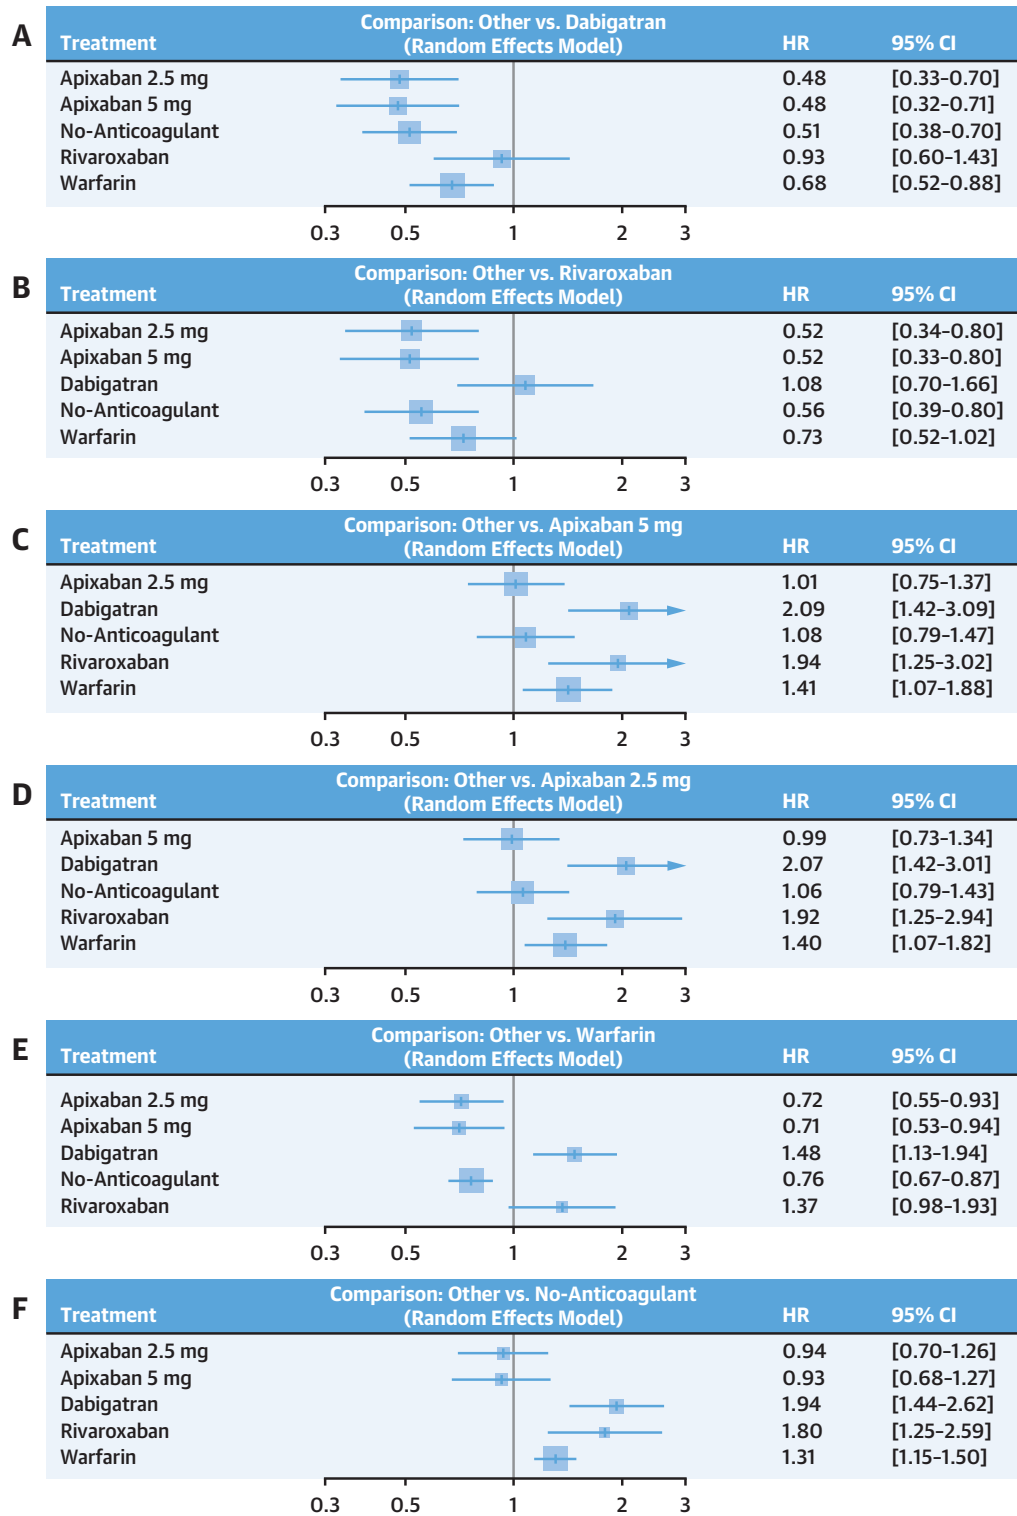 A
Comparison: Other vs. Dabigatran
Treatment (Random Effects Model) HR 95% CI
Apixaban 2.5 mg 0.48 [0.33–0.70]
Apixaban 5 mg 0.48 [0.32–0.71]
No-Anticoagulant 0.51 [0.38–0.70]
Rivaroxaban 0.93 [0.60–1.43]
Warfarin 0.68 [0.52–0.88]
0.3 0.5 1 2 3
B
Comparison: Other vs. Rivaroxaban
Treatment (Random Effects Model) HR 95% CI
Apixaban 2.5 mg 0.52 [0.34–0.80]
Apixaban 5 mg 0.52 [0.33–0.80]
Dabigatran 1.08 [0.70–1.66]
No-Anticoagulant 0.56 [0.39–0.80]
Warfarin 0.73 [0.52–1.02]
0.3 0.5 1 2 3
C
Comparison: Other vs. Apixaban 5 mg
Treatment (Random Effects Model) HR 95% CI
Apixaban 2.5 mg 1.01 [0.75–1.37]
Dabigatran 2.09 [1.42–3.09]
No-Anticoagulant 1.08 [0.79–1.47]
Rivaroxaban 1.94 [1.25–3.02]
Warfarin 1.41 [1.07–1.88]
0.3 0.5 1 2 3
D
Comparison: Other vs. Apixaban 2.5 mg
Treatment (Random Effects Model) HR 95% CI
Apixaban 5 mg 0.99 [0.73–1.34]
Dabigatran 2.07 [1.42–3.01]
No-Anticoagulant 1.06 [0.79–1.43]
Rivaroxaban 1.92 [1.25–2.94]
Warfarin 1.40 [1.07–1.82]
0.3 0.5 1 2 3
E
Comparison: Other vs. Warfarin
Treatment (Random Effects Model) HR 95% CI
Apixaban 2.5 mg 0.72 [0.55–0.93]
Apixaban 5 mg 0.71 [0.53–0.94]
Dabigatran 1.48 [1.13–1.94]
No-Anticoagulant 0.76 [0.67–0.87]
Rivaroxaban 1.37 [0.98–1.93]
0.3 0.5 1 2 3
F
Comparison: Other vs. No-Anticoagulant
Treatment (Random Effects Model) HR 95% CI
Apixaban 2.5 mg 0.94 [0.70–1.26]
Apixaban 5 mg 0.93 [0.68–1.27]
Dabigatran 1.94 [1.44–2.62]
Rivaroxaban 1.80 [1.25–2.59]
Warfarin 1.31 [1.15–1.50]
0.3 0.5 1 2 3